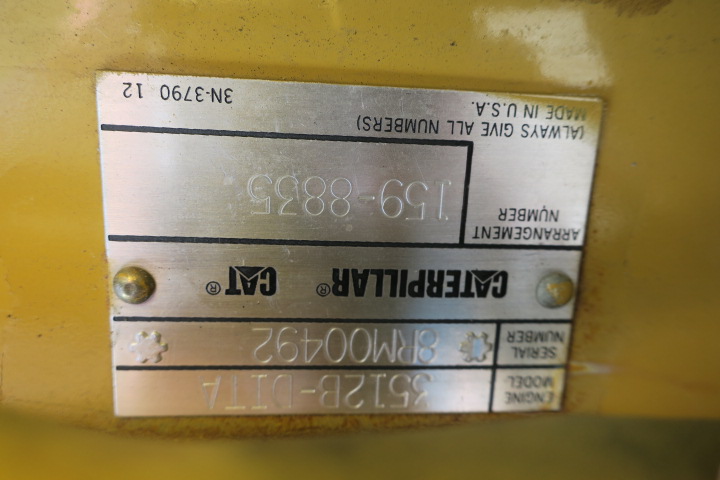 ENGINE MODEL 3512B-DITA
SERIAL NUMBER 8RM00492
CATERPILLAR® CAT®
ARRANGEMENT NUMBER 159-8835
(ALWAYS GIVE ALL NUMBERS)
MADE IN U.S.A. 3N-3790 12